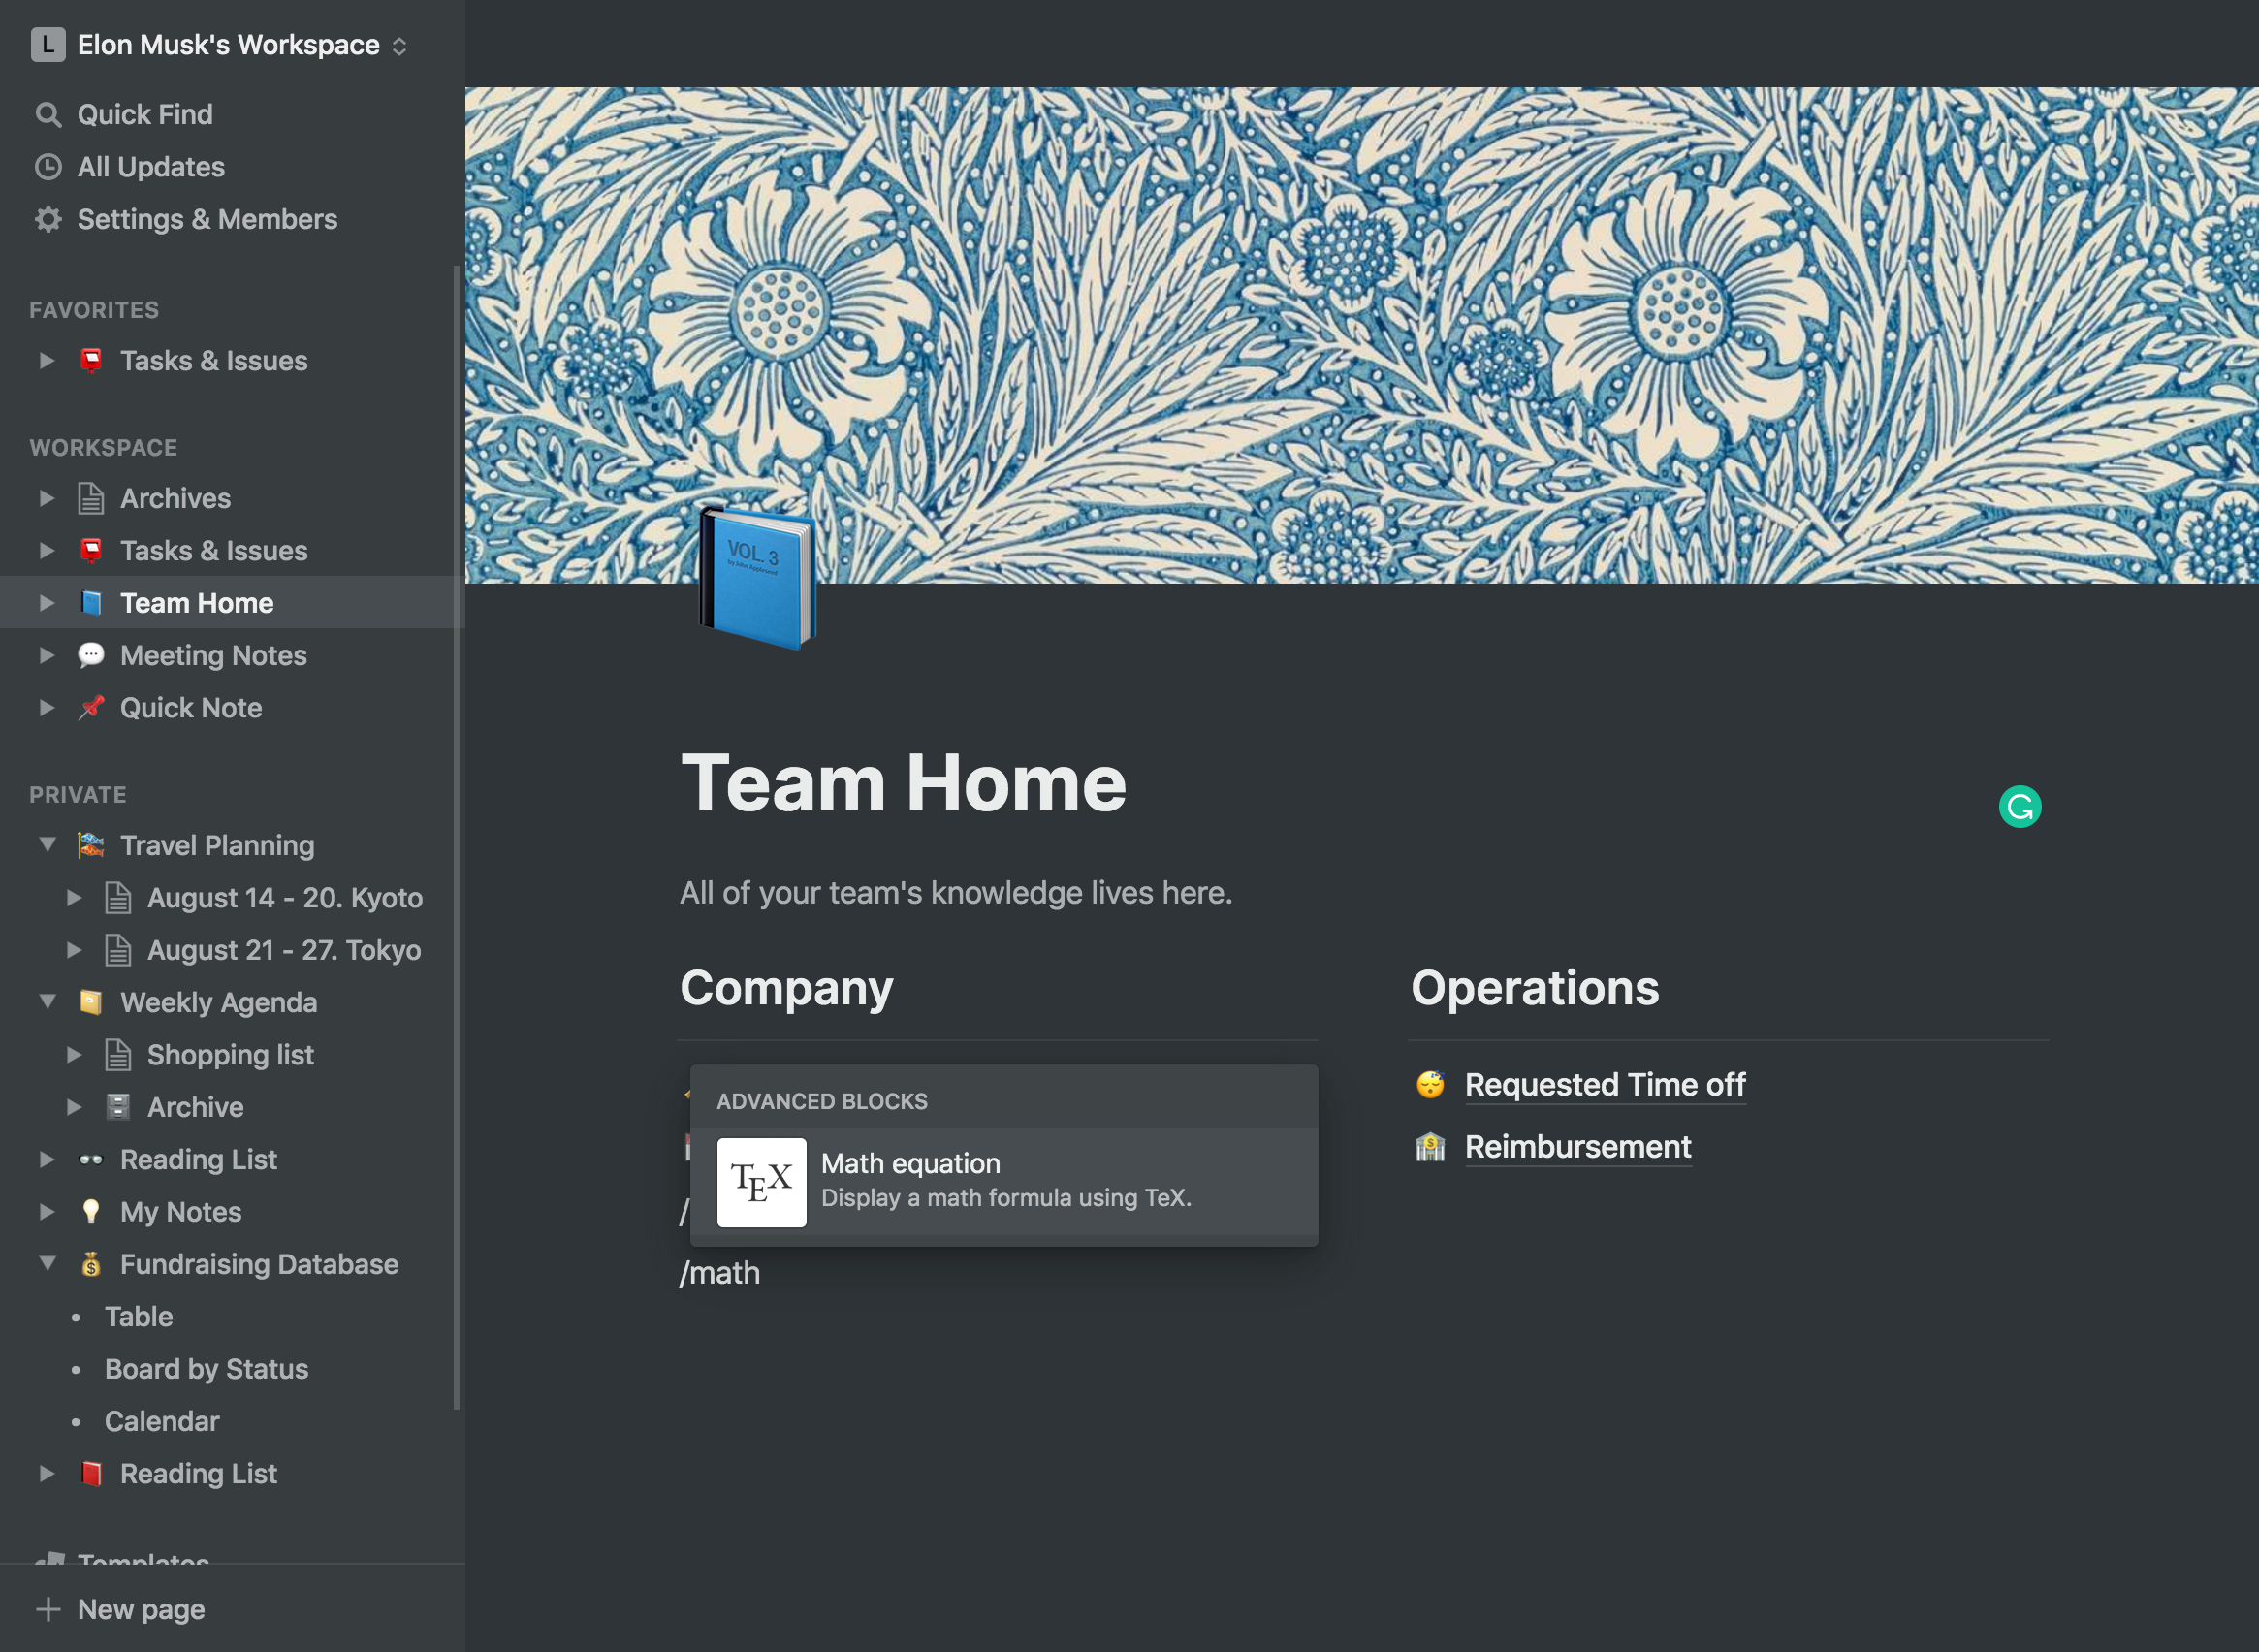 L Elon Musk's Workspace
Quick Find
All Updates
Settings & Members
FAVORITES
Tasks & Issues
WORKSPACE
Archives
Tasks & Issues
Team Home
Meeting Notes
Quick Note
PRIVATE
Travel Planning
August 14 - 20. Kyoto
August 21 - 27. Tokyo
Weekly Agenda
Shopping list
Archive
Reading List
My Notes
Fundraising Database
Table
Board by Status
Calendar
Reading List
Templates
New page
VOL. 3
by John Appleseed
Team Home
All of your team's knowledge lives here.
Company
ADVANCED BLOCKS
TEX
Math equation
Display a math formula using TeX.
/
/math
Operations
Requested Time off
Reimbursement